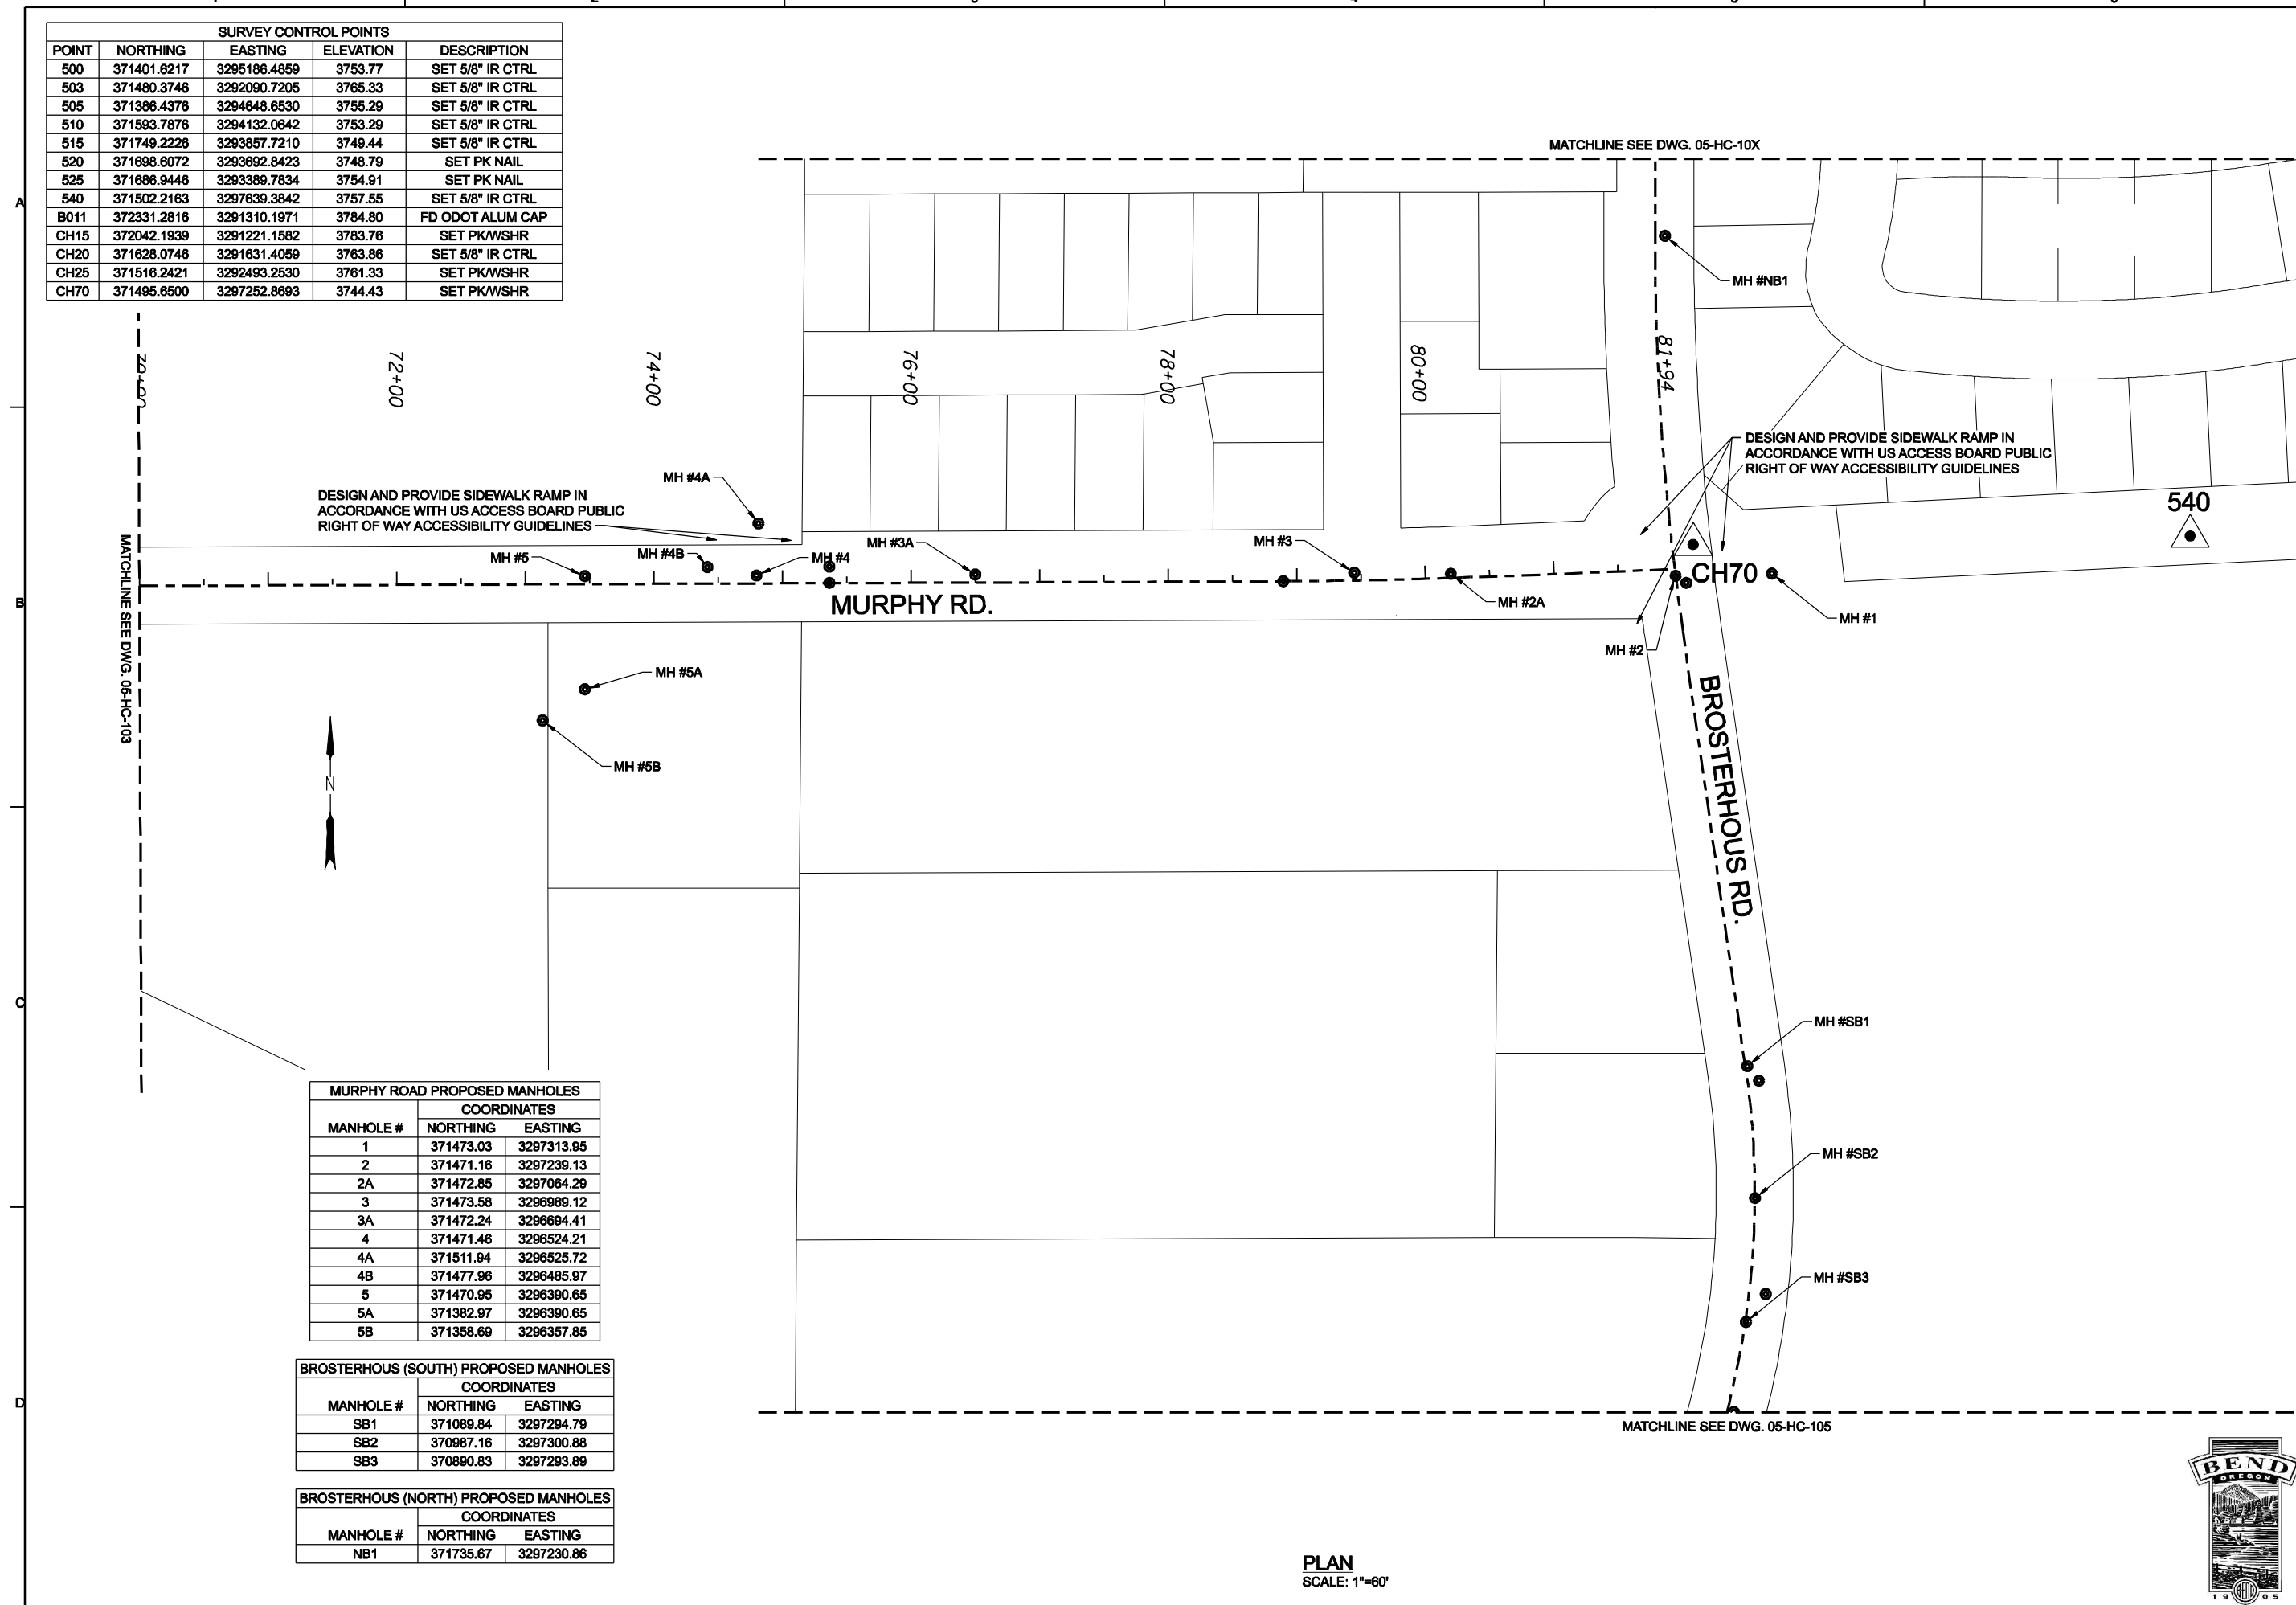 SURVEY CONTROL POINTS
POINT NORTHING EASTING ELEVATION DESCRIPTION
500 371401.6217 3295186.4859 3753.77 SET 5/8" IR CTRL
503 371480.3746 3292090.7205 3765.33 SET 5/8" IR CTRL
505 371386.4376 3294648.6530 3755.29 SET 5/8" IR CTRL
510 371593.7876 3294132.0642 3753.29 SET 5/8" IR CTRL
515 371749.2226 3293857.7210 3749.44 SET 5/8" IR CTRL
520 371698.6072 3293692.8423 3748.79 SET PK NAIL
525 371686.9446 3293389.7834 3754.91 SET PK NAIL
540 371502.2163 3297639.3842 3757.55 SET 5/8" IR CTRL
B011 372331.2816 3291310.1971 3784.80 FD ODOT ALUM CAP
CH15 372042.1939 3291221.1582 3783.76 SET PK/WSHR
CH20 371628.0746 3291631.4059 3763.86 SET 5/8" IR CTRL
CH25 371516.2421 3292493.2530 3761.33 SET PK/WSHR
CH70 371495.6500 3297252.8693 3744.43 SET PK/WSHR
MATCHLINE SEE DWG. 05-HC-10X
MH #NB1
72+00
74+00
76+00
78+00
80+00
81+94
A
DESIGN AND PROVIDE SIDEWALK RAMP IN
ACCORDANCE WITH US ACCESS BOARD PUBLIC
RIGHT OF WAY ACCESSIBILITY GUIDELINES
MH #4A
DESIGN AND PROVIDE SIDEWALK RAMP IN
ACCORDANCE WITH US ACCESS BOARD PUBLIC
RIGHT OF WAY ACCESSIBILITY GUIDELINES
540
MH #5
MH #4B
MH #4
MH #3A
MH #3
CH70
MH #2A
MH #1
MH #2
B
MURPHY RD.
MATCHLINE SEE DWG. 05-HC-103
MH #5A
MH #5B
N
BROSTERHOUS RD.
C
MH #SB1
MH #SB2
MH #SB3
MURPHY ROAD PROPOSED MANHOLES
COORDINATES
MANHOLE # NORTHING EASTING
1 371473.03 3297313.95
2 371471.16 3297239.13
2A 371472.85 3297064.29
3 371473.58 3296989.12
3A 371472.24 3296694.41
4 371471.46 3296524.21
4A 371511.94 3296525.72
4B 371477.96 3296485.97
5 371470.95 3296390.65
5A 371382.97 3296390.65
5B 371358.69 3296357.85
BROSTERHOUS (SOUTH) PROPOSED MANHOLES
COORDINATES
MANHOLE # NORTHING EASTING
SB1 371089.84 3297294.79
SB2 370987.16 3297300.88
SB3 370890.83 3297293.89
D
MATCHLINE SEE DWG. 05-HC-105
BROSTERHOUS (NORTH) PROPOSED MANHOLES
COORDINATES
MANHOLE # NORTHING EASTING
NB1 371735.67 3297230.86
PLAN
SCALE: 1"=60'
BEND
OREGON
BEND
1905